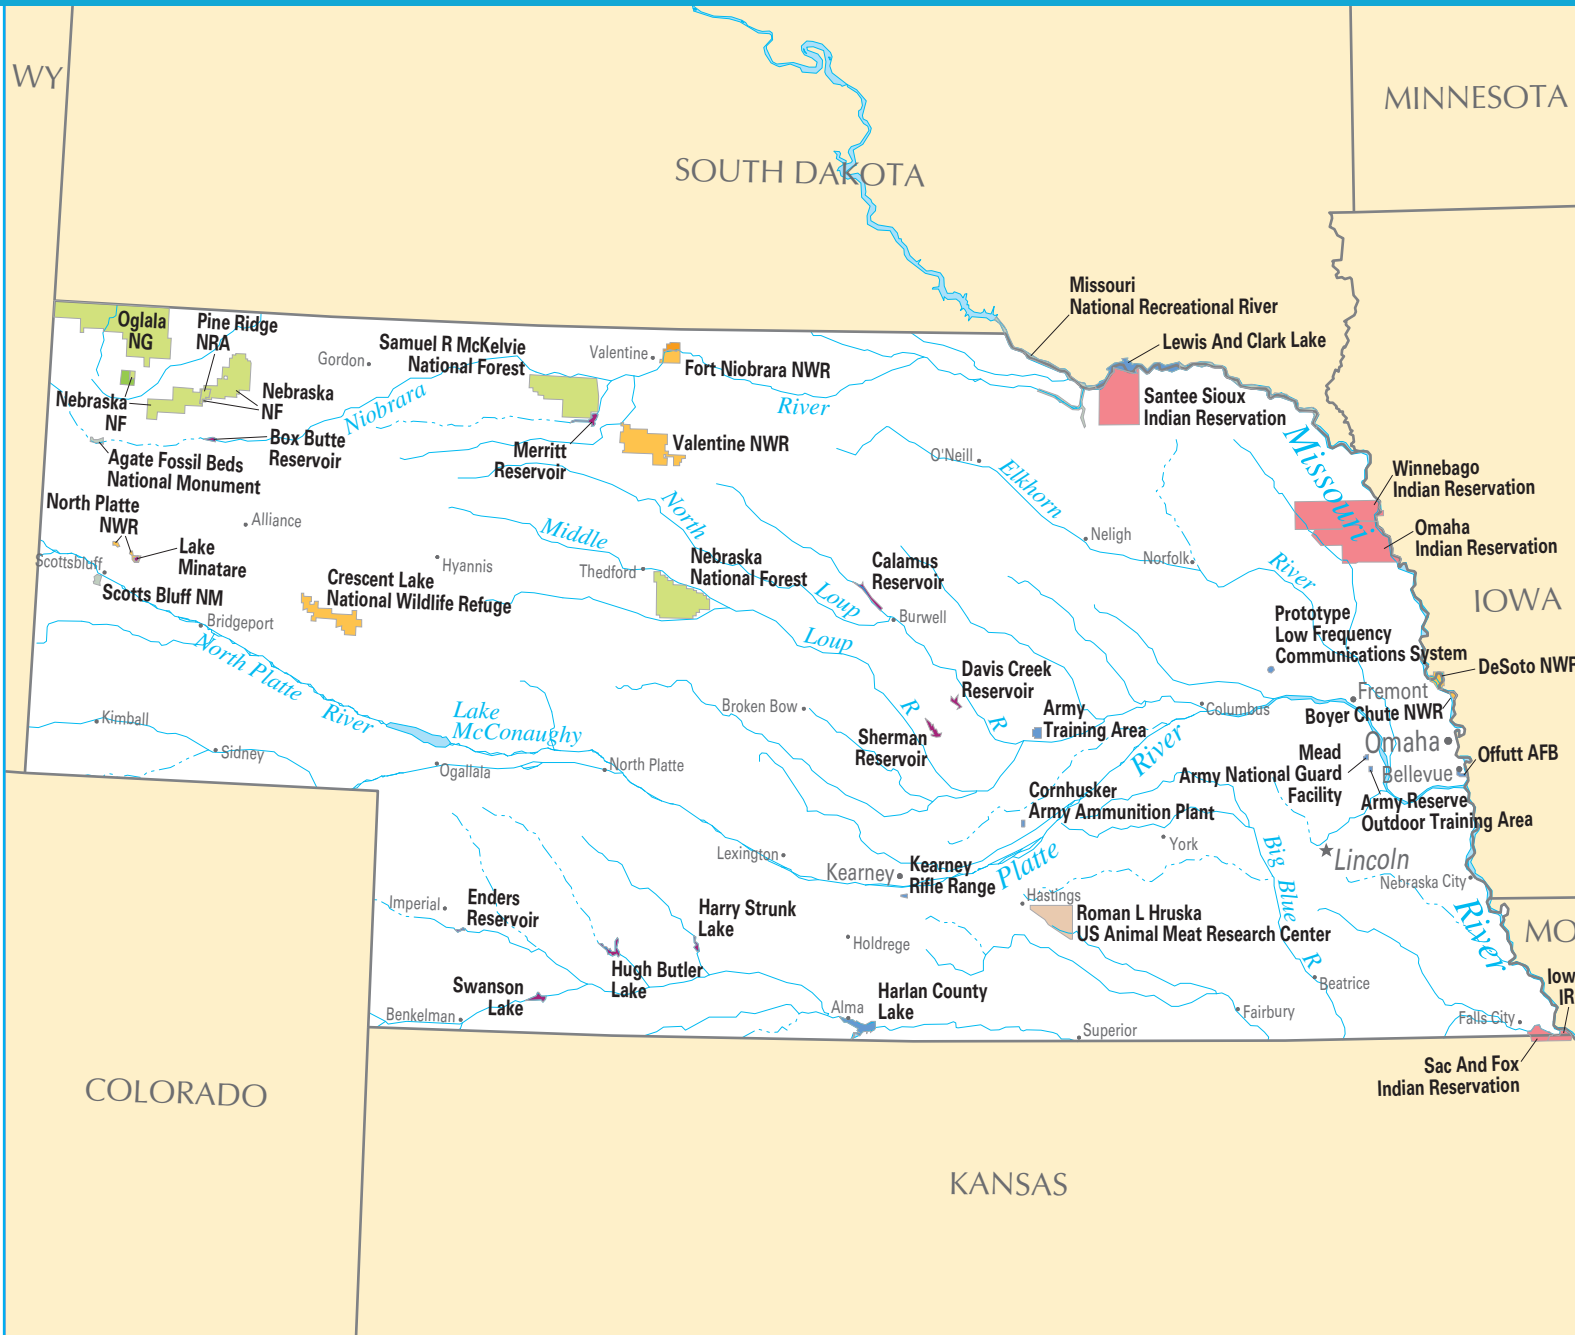 WY
MINNESOTA
SOUTH DAKOTA
Missouri
National Recreational River
Lewis And Clark Lake
Oglala
NG
Pine Ridge
NRA
Gordon
Samuel R McKelvie
National Forest
Valentine
Fort Niobrara NWR
Santee Sioux
Indian Reservation
Nebraska
NF
Nebraska
NF
Niobrara
River
Box Butte
Reservoir
Merritt
Reservoir
Valentine NWR
O'Neill
Elkhorn
Missouri
Agate Fossil Beds
National Monument
Winnebago
Indian Reservation
North Platte
NWR
Alliance
North
Middle
Neligh
Omaha
Indian Reservation
Lake
Minatare
Scottsbluff
Hyannis
Thedford
Nebraska
National Forest
Calamus
Reservoir
Norfolk
River
Scotts Bluff NM
Crescent Lake
National Wildlife Refuge
Loup
Burwell
IOWA
Bridgeport
Loup
Prototype
Low Frequency
Communications System
North Platte
River
Davis Creek
Reservoir
DeSoto NWR
Fremont
Kimball
Lake
McConaughy
Broken Bow
R
R
Army
Training Area
Columbus
Boyer Chute NWR
Sherman
Reservoir
River
Omaha
Sidney
Ogallala
North Platte
Mead
Army National Guard
Facility
Bellevue
Offutt AFB
Cornhusker
Army Ammunition Plant
Army Reserve
Outdoor Training Area
Lexington
Kearney
Kearney
Rifle Range
Platte
York
Big Blue
R
Lincoln
Nebraska City
Imperial
Enders
Reservoir
Harry Strunk
Lake
Hastings
Roman L Hruska
US Animal Meat Research Center
River
MO
Holdrege
Hugh Butler
Lake
Swanson
Lake
Harlan County
Lake
Beatrice
Iow
IR
Benkelman
Alma
Superior
Fairbury
Falls City
Sac And Fox
Indian Reservation
COLORADO
KANSAS